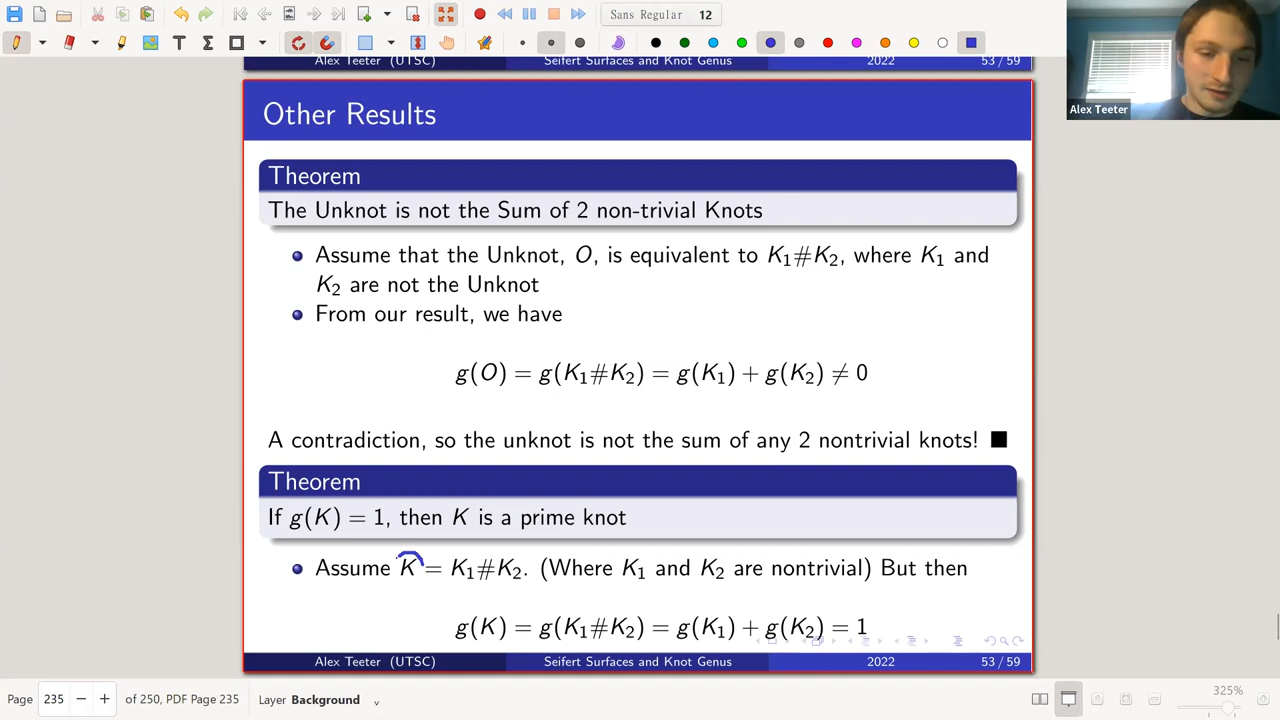 Sans Regular 12
Alex Teeter (UTSC) Seifert Surfaces and Knot Genus 2022 53 / 59
Alex Teeter
Other Results
Theorem
The Unknot is not the Sum of 2 non-trivial Knots
Assume that the Unknot, O, is equivalent to K₁#K₂, where K₁ and
K₂ are not the Unknot
From our result, we have
g(O) = g(K₁#K₂) = g(K₁) + g(K₂) ≠ 0
A contradiction, so the unknot is not the sum of any 2 nontrivial knots! ■
Theorem
If g(K) = 1, then K is a prime knot
Assume K = K₁#K₂. (Where K₁ and K₂ are nontrivial) But then
g(K) = g(K₁#K₂) = g(K₁) + g(K₂) = 1
Alex Teeter (UTSC) Seifert Surfaces and Knot Genus 2022 53 / 59
Page 235 of 250, PDF Page 235 Layer Background 325%